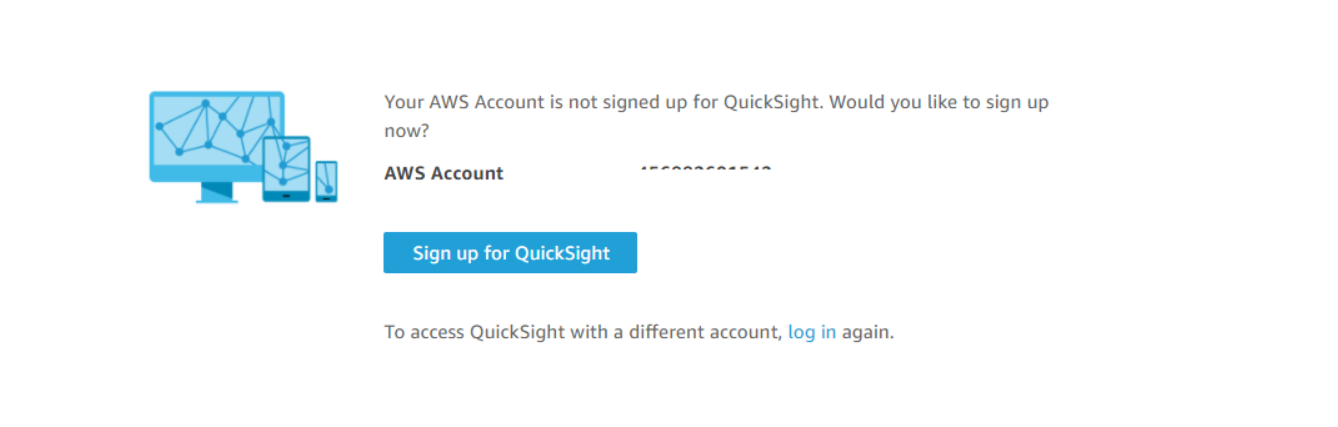 Your AWS Account is not signed up for QuickSight. Would you like to sign up
now?
AWS Account
Sign up for QuickSight
To access QuickSight with a different account, log in again.